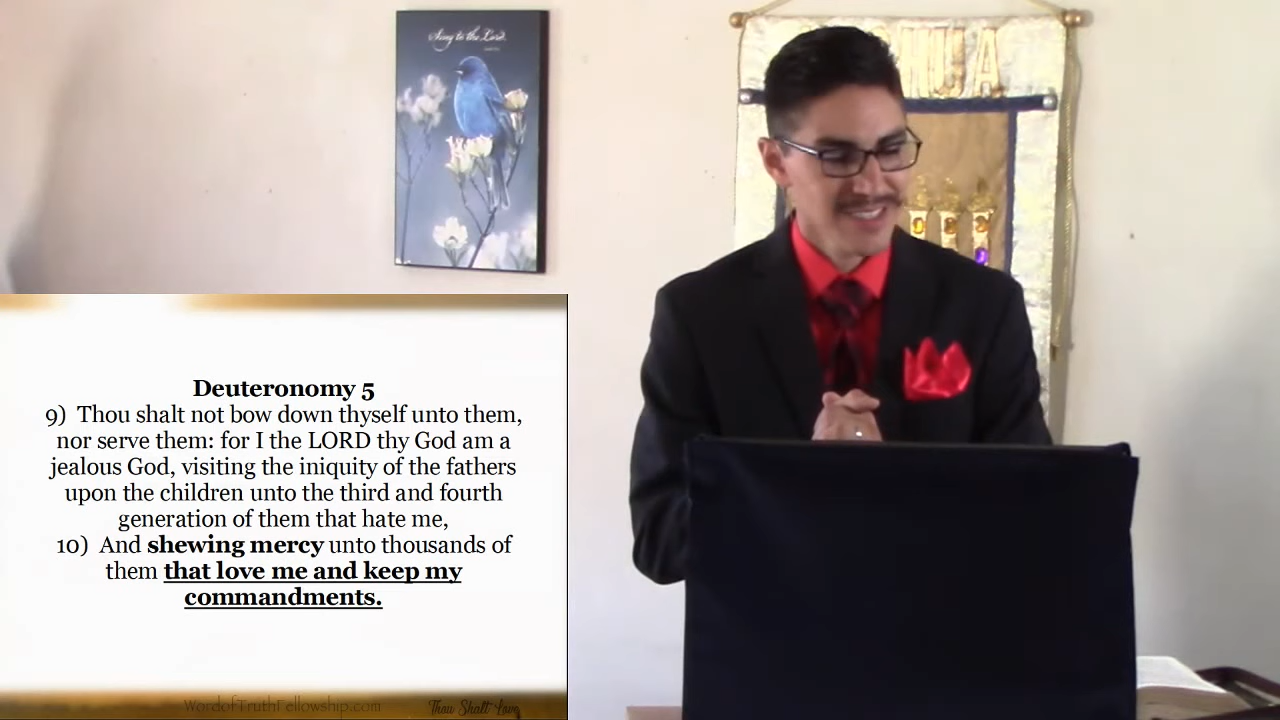 Sing to the Lord
HUA
Deuteronomy 5
9) Thou shalt not bow down thyself unto them,
nor serve them: for I the LORD thy God am a
jealous God, visiting the iniquity of the fathers
upon the children unto the third and fourth
generation of them that hate me,
10) And shewing mercy unto thousands of
them that love me and keep my
commandments.
WordofTruthFellowship.com
Thou Shalt Love